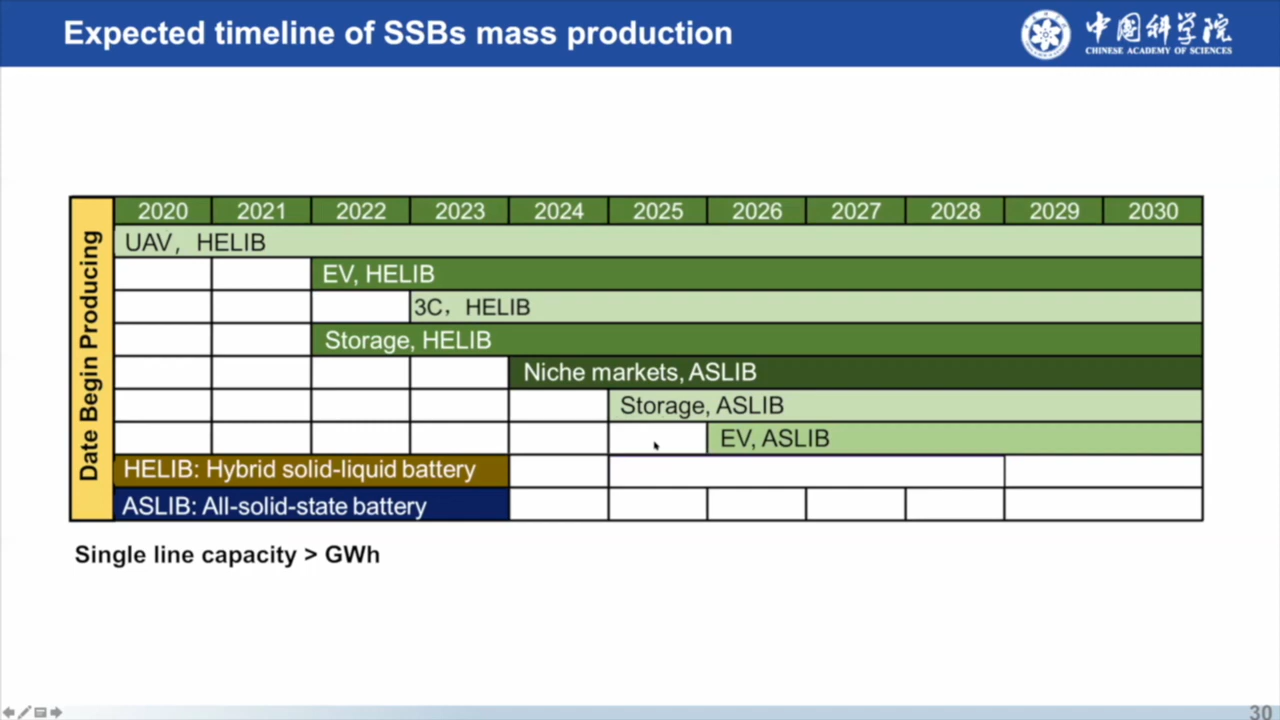 Expected timeline of SSBs mass production
中国科学院
CHINESE ACADEMY OF SCIENCES
Date Begin Producing
2020 2021 2022 2023 2024 2025 2026 2027 2028 2029 2030
UAV，HELIB
EV, HELIB
3C，HELIB
Storage, HELIB
Niche markets, ASLIB
Storage, ASLIB
EV, ASLIB
HELIB: Hybrid solid-liquid battery
ASLIB: All-solid-state battery
Single line capacity > GWh
30